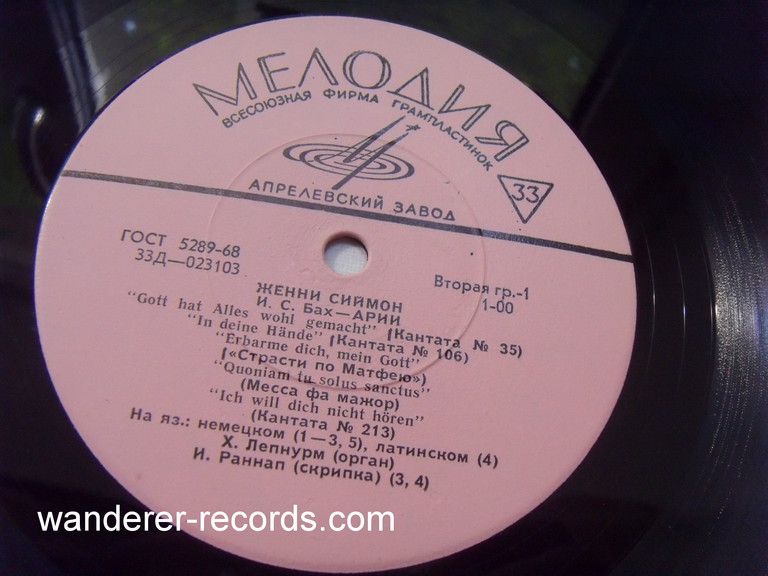 МЕЛОДИЯ
ВСЕСОЮЗНАЯ ФИРМА ГРАМПЛАСТИНОК
33
АПРЕЛЕВСКИЙ ЗАВОД
ГОСТ 5289-68
33Д—023103
Вторая гр.-1
1-00
ЖЕННИ СИЙМОН
И. С. Бах—АРИИ
“Gott hat Alles wohl gemacht” (Кантата № 35)
“In deine Hände” (Кантата № 106)
“Erbarme dich, mein Gott”
(«Страсти по Матфею»)
“Quoniam tu solus sanctus”
(Месса фа мажор)
“Ich will dich nicht hören”
(Кантата № 213)
На яз.: немецком (1—3, 5), латинском (4)
Х. Лепнурм (орган)
И. Раннап (скрипка) (3, 4)
wanderer-records.com